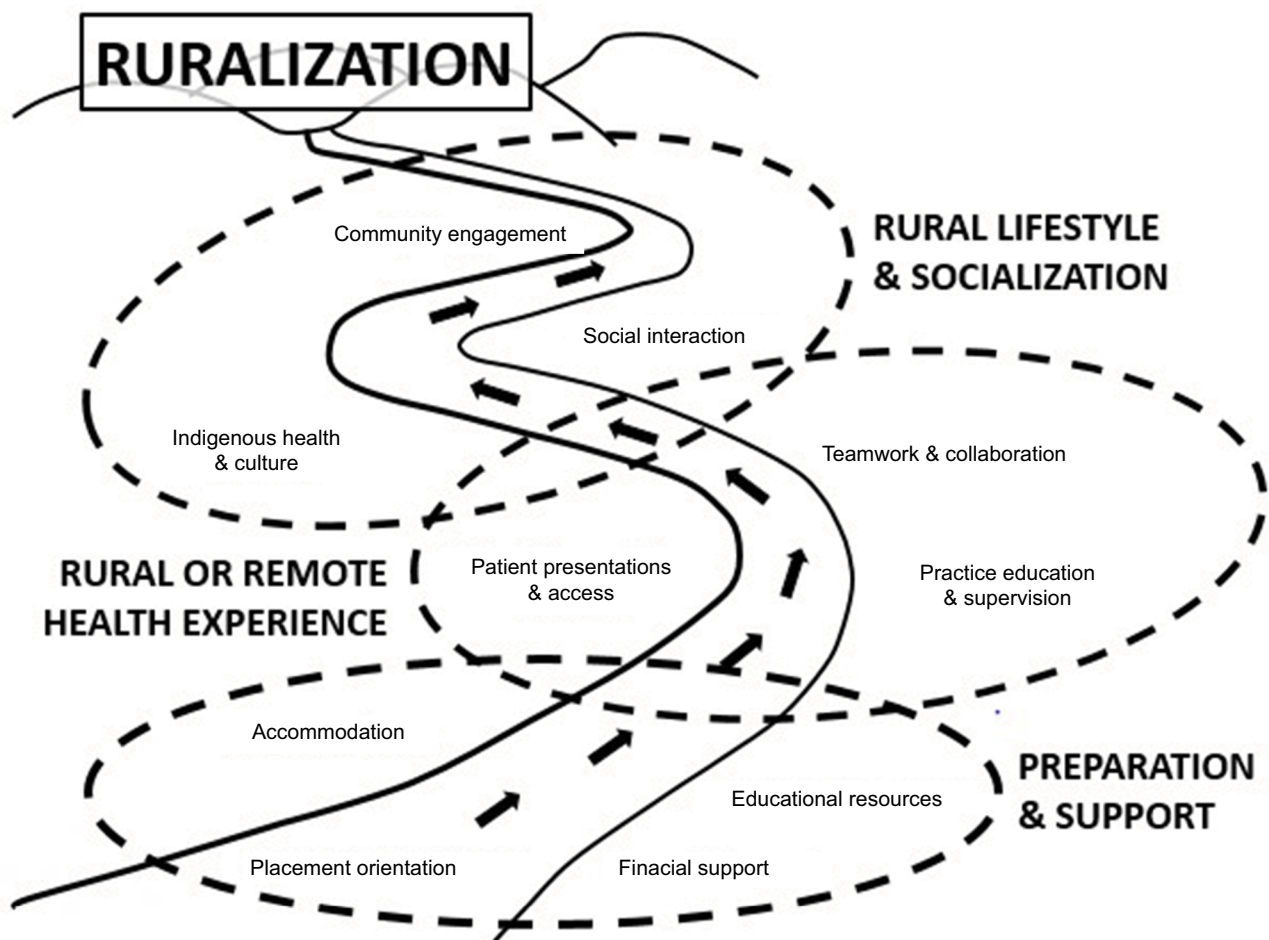 RURALIZATION
RURAL LIFESTYLE
& SOCIALIZATION
Community engagement
Social interaction
Indigenous health
& culture
Teamwork & collaboration
RURAL OR REMOTE
HEALTH EXPERIENCE
Patient presentations
& access
Practice education
& supervision
Accommodation
PREPARATION
& SUPPORT
Educational resources
Placement orientation
Finacial support